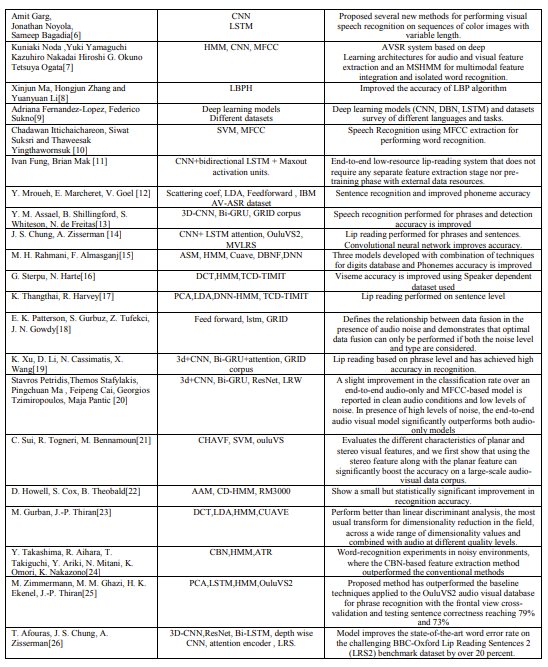 Amit Garg,
Jonathan Noyola,
Sameep Bagadia[6]
CNN
LSTM
Proposed several new methods for performing visual
speech recognition on sequences of color images with
variable length.
Kuniaki Noda ,Yuki Yamaguchi
Kazuhiro Nakadai Hiroshi G. Okuno
Tetsuya Ogata[7]
HMM, CNN, MFCC
AVSR system based on deep
Learning architectures for audio and visual feature
extraction and an MSHMM for multimodal feature
integration and isolated word recognition.
Xinjun Ma, Hongjun Zhang and
Yuanyuan Li[8]
LBPH
Improved the accuracy of LBP algorithm
Adriana Fernandez-Lopez, Federico
Sukno[9]
Deep learning models
Different datasets
Deep learning models (CNN, DBN, LSTM) and datasets
survey of different languages and tasks.
Chadawan Ittichaichareon, Siwat
Suksri and Thaweesak
Yingthawornsuk [10]
SVM, MFCC
Speech Recognition using MFCC extraction for
performing word recognition.
Ivan Fung, Brian Mak [11]
CNN+bidirectional LSTM + Maxout
activation units.
End-to-end low-resource lip-reading system that does not
require any separate feature extraction stage nor pre-
training phase with external data resources.
Y. Mroueh, E. Marcheret, V. Goel [12]
Scattering coef, LDA, Feedforward , IBM
AV-ASR dataset
Sentence recognition and improved phoneme accuracy
Y. M. Assael, B. Shillingford, S.
Whiteson, N. de Freitas[13]
3D-CNN, Bi-GRU, GRID corpus
Speech recognition performed for phrases and detection
accuracy is improved
J. S. Chung, A. Zisserman [14]
CNN+ LSTM attention, OuluVS2,
MVLRS
Lip reading performed for phrases and sentences.
Convolutional neural network improves accuracy.
M. H. Rahmani, F. Almasganj[15]
ASM, HMM, Cuave, DBNF,DNN
Three models developed with combination of techniques
for digits database and Phonemes accuracy is improved
G. Sterpu, N. Harte[16]
DCT,HMM,TCD-TIMIT
Viseme accuracy is improved using Speaker dependent
dataset used
K. Thangthai, R. Harvey[17]
PCA,LDA,DNN-HMM, TCD-TIMIT
Lip reading performed on sentence level
E. K. Patterson, S. Gurbuz, Z. Tufekci,
J. N. Gowdy[18]
Feed forward, lstm, GRID
Defines the relationship between data fusion in the
presence of audio noise and demonstrates that optimal
data fusion can only be performed if both the noise level
and type are considered.
K. Xu, D. Li, N. Cassimatis, X.
Wang[19]
3d+CNN, Bi-GRU+attention, GRID
corpus
Lip reading based on phrase level and has achieved high
accuracy in recognition.
Stavros Petridis,Themos Stafylakis,
Pingchuan Ma , Feipeng Cai, Georgios
Tzimiropoulos, Maja Pantic [20]
3d+CNN, Bi-GRU, ResNet, LRW
A slight improvement in the classification rate over an
end-to-end audio-only and MFCC-based model is
reported in clean audio conditions and low levels of
noise. In presence of high levels of noise, the end-to-end
audio visual model significantly outperforms both audio-
only models
C. Sui, R. Togneri, M. Bennamoun[21]
CHAVF, SVM, ouluVS
Evaluates the different characteristics of planar and
stereo visual features, and we first show that using
the stereo feature along with the planar feature can
significantly boost the accuracy on a large-scale audio-
visual data corpus.
D. Howell, S. Cox, B. Theobald[22]
AAM, CD-HMM, RM3000
Show a small but statistically significant improvement in
recognition accuracy.
M. Gurban, J.-P. Thiran[23]
DCT,LDA,HMM,CUAVE
Perform better than linear discriminant analysis, the
most usual transform for dimensionality reduction in the field,
across a wide range of dimensionality values and
combined with audio at different quality levels.
Y. Takashima, R. Aihara, T.
Takiguchi, Y. Ariki, N. Mitani, K.
Omori, K. Nakazono[24]
CBN,HMM,ATR
Word-recognition experiments in noisy environments,
where the CBN-based feature extraction method
outperformed the conventional methods
M. Zimmermann, M. M. Ghazi, H. K.
Ekenel, J.-P. Thiran[25]
PCA,LSTM,HMM,OuluVS2
Proposed method has outperformed the baseline
techniques applied to the OuluVS2 audio visual database
for phrase recognition with the frontal view cross-
validation and testing sentence correctness reaching 79%
and 73%
T. Afouras, J. S. Chung, A.
Zisserman[26]
3D-CNN,ResNet, Bi-LSTM, depth wise
CNN, attention encoder , LRS.
Model improves the state-of-the-art word error rate on
the challenging BBC-Oxford Lip Reading Sentences 2
(LRS2) benchmark dataset by over 20 percent.